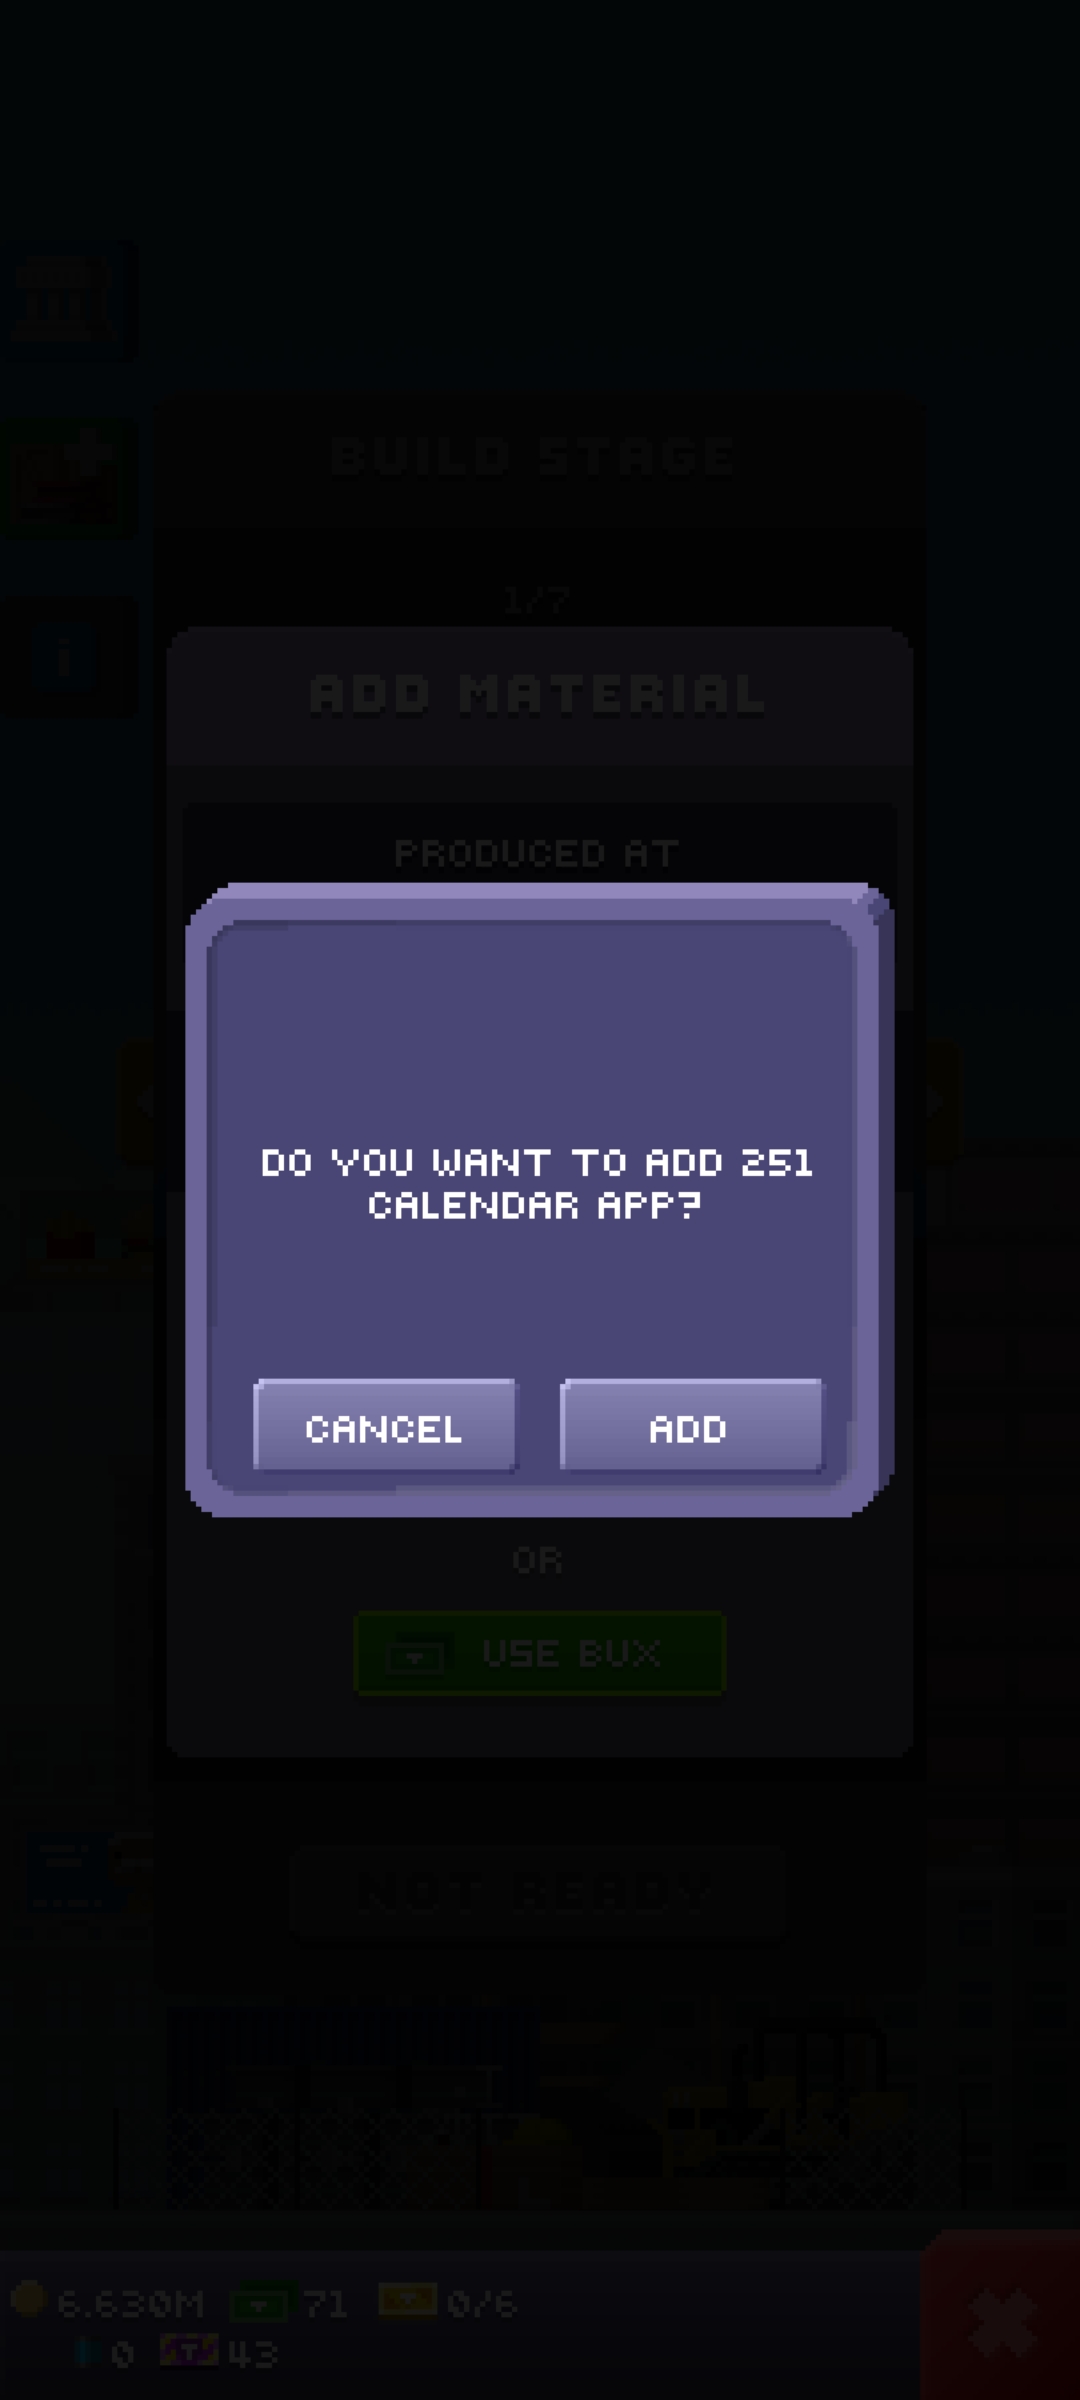 BUILD STAGE
1/7
ADD MATERIAL
PRODUCED AT
DO YOU WANT TO ADD 251
CALENDAR APP?
CANCEL
ADD
OR
USE BUX
NOT READY
6.630M
71
0/6
0
43